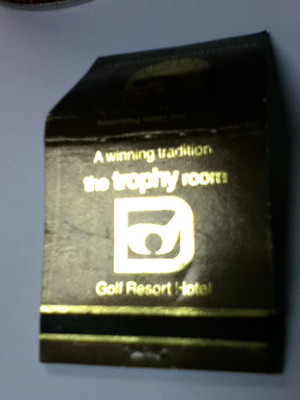 A winning tradition
the trophy room
Golf Resort Hotel